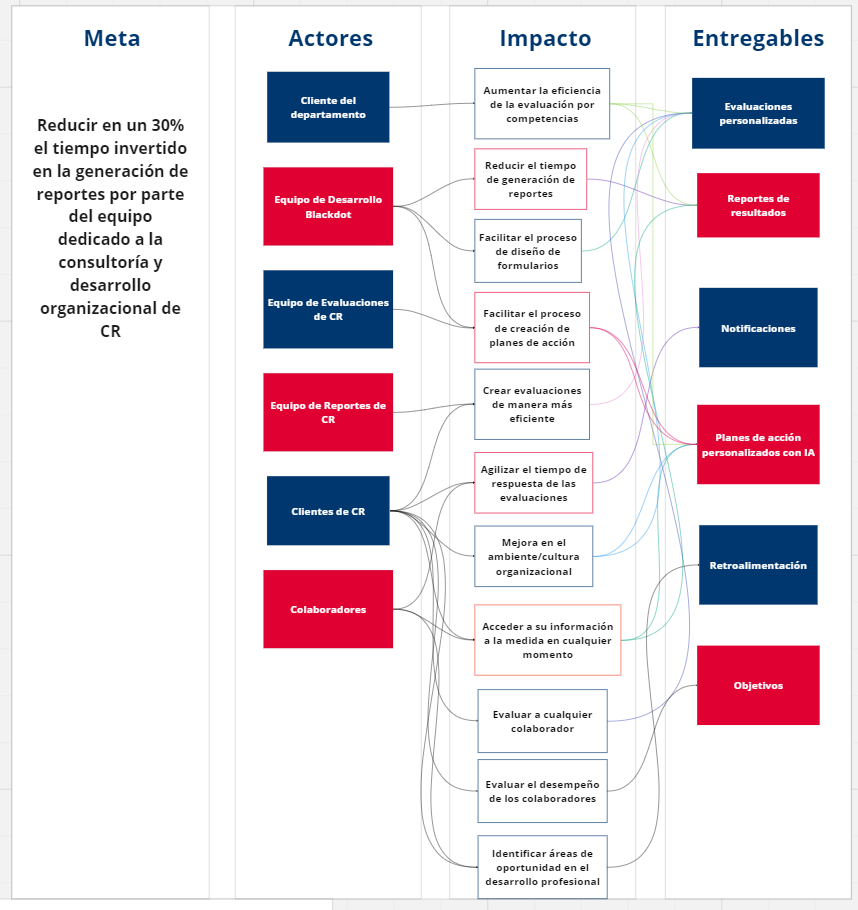 Meta
Reducir en un 30%
el tiempo invertido
en la generación de
reportes por parte
del equipo
dedicado a la
consultoría y
desarrollo
organizacional de
CR
Actores
Cliente del
departamento
Equipo de Desarrollo
Blackdot
Equipo de Evaluaciones
de CR
Equipo de Reportes de
CR
Clientes de CR
Colaboradores
Impacto
Aumentar la eficiencia
de la evaluación por
competencias
Reducir el tiempo
de generación de
reportes
Facilitar el proceso
de diseño de
formularios
Facilitar el proceso
de creación de
planes de acción
Crear evaluaciones
de manera más
eficiente
Agilizar el tiempo de
respuesta de las
evaluaciones
Mejora en el
ambiente/cultura
organizacional
Acceder a su información
a la medida en cualquier
momento
Evaluar a cualquier
colaborador
Evaluar el desempeño
de los colaboradores
Identificar áreas de
oportunidad en el
desarrollo profesional
Entregables
Evaluaciones
personalizadas
Reportes de
resultados
Notificaciones
Planes de acción
personalizados con IA
Retroalimentación
Objetivos